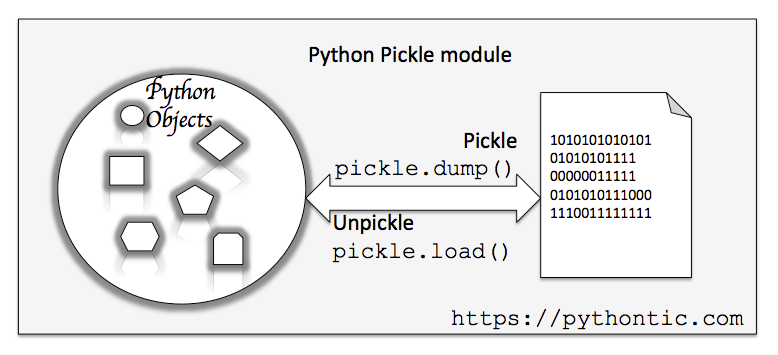 Python Pickle module
Python
Objects
Pickle
pickle.dump()
Unpickle
pickle.load()
1010101010101
01010101111
00000011111
0101010111000
1110011111111
https://pythontic.com